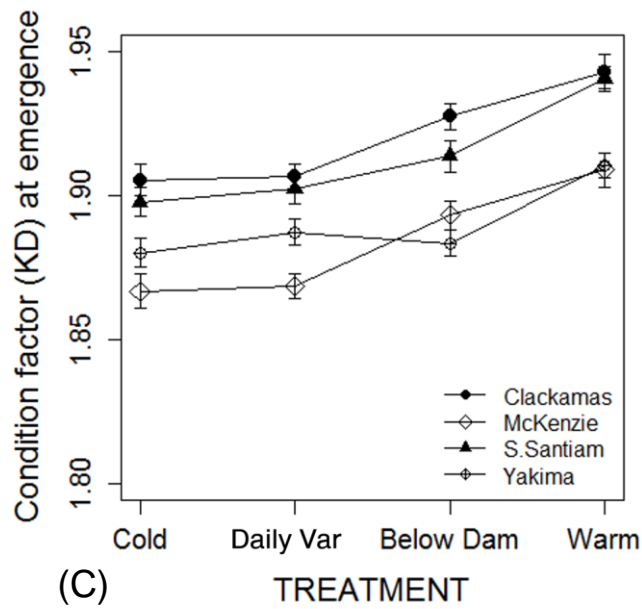 Condition factor (KD) at emergence
1.95
1.90
1.85
1.80
Clackamas
McKenzie
S.Santiam
Yakima
Cold Daily Var Below Dam Warm
(C) TREATMENT